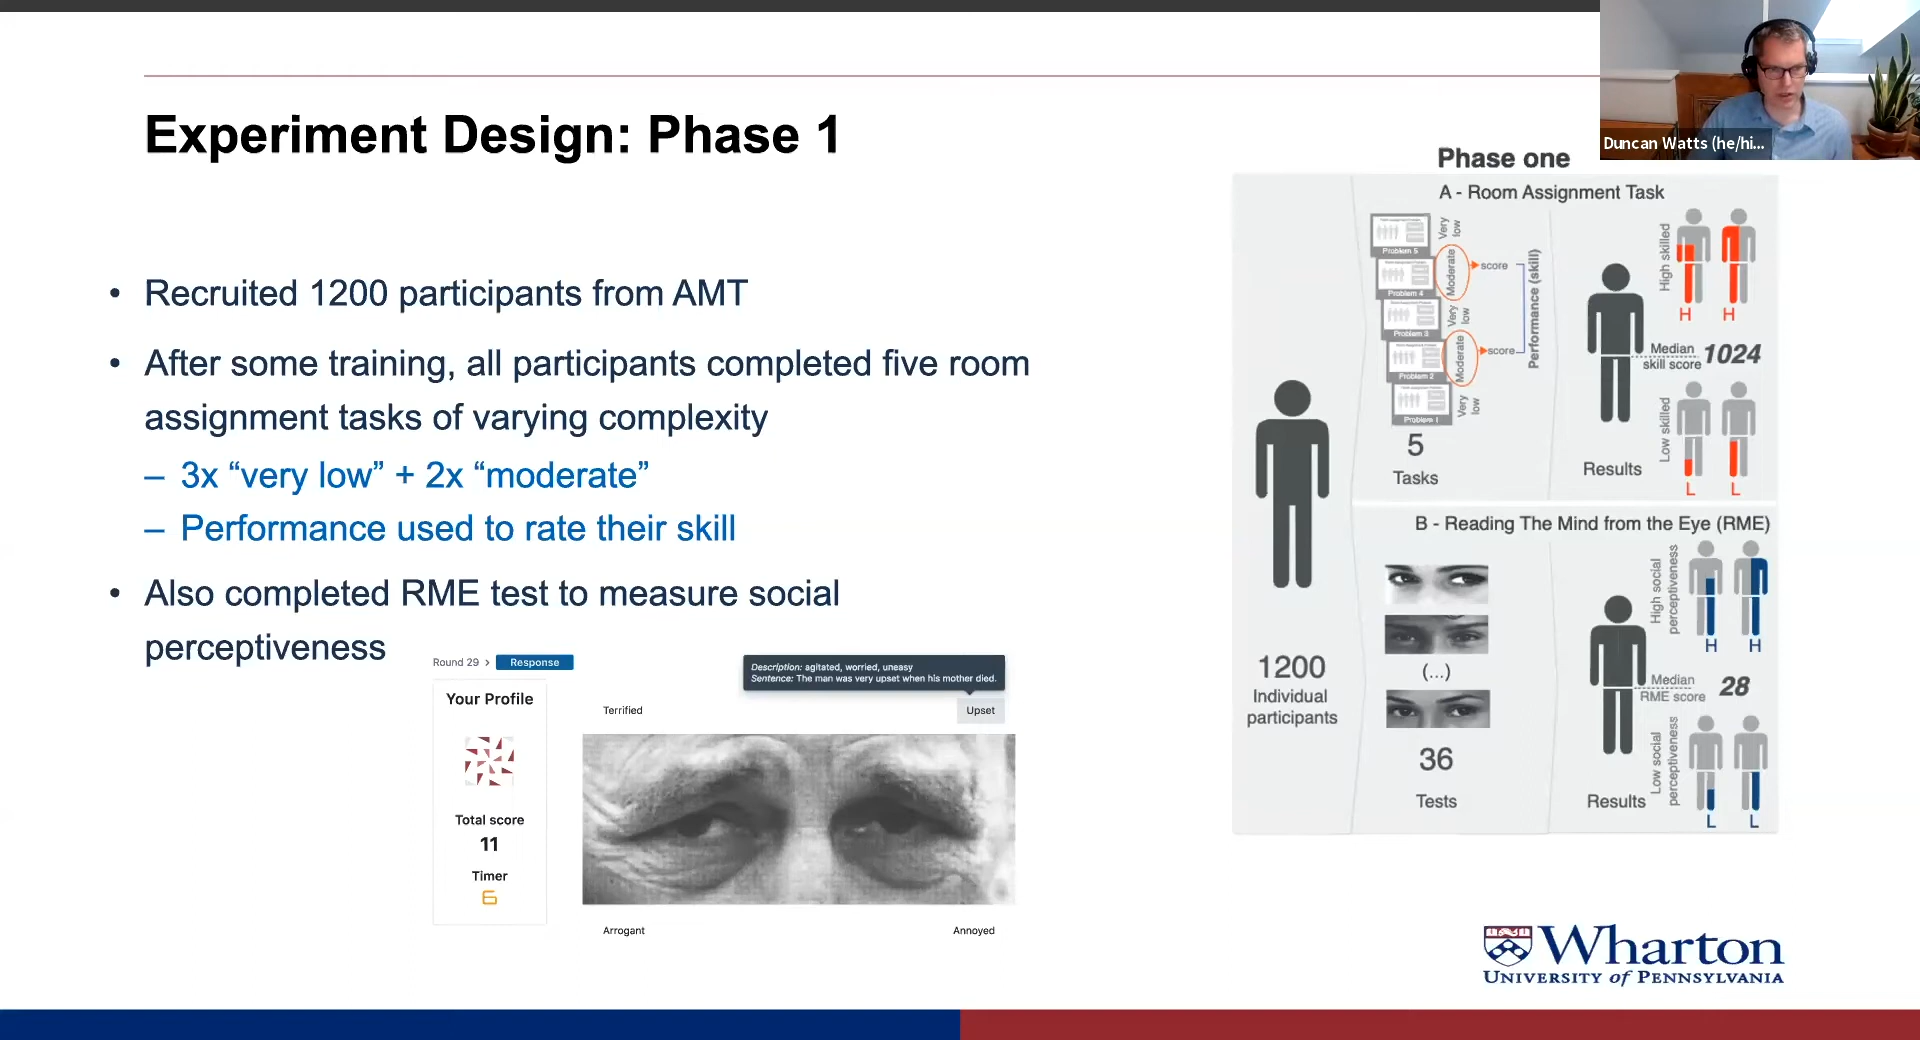 Experiment Design: Phase 1
• Recruited 1200 participants from AMT
• After some training, all participants completed five room
assignment tasks of varying complexity
– 3x “very low” + 2x “moderate”
– Performance used to rate their skill
• Also completed RME test to measure social
perceptiveness
Round 29 > Response
Your Profile
Total score
11
Timer
6
Description: agitated, worried, uneasy
Sentence: The man was very upset when his mother died.
Terrified
Upset
Arrogant
Annoyed
Duncan Watts (he/hi...
Phase one
1200
Individual
participants
A - Room Assignment Task
Problem 5
Very
low
Problem 4
Moderate
score
Problem 3
Very
low
Problem 2
Moderate
score
Problem 1
Very
low
Performance (skill)
5
Tasks
High skilled
H H
Median
skill score
1024
Low skilled
L L
Results
B - Reading The Mind from the Eye (RME)
(...)
36
Tests
High social
perceptiveness
H H
Median
RME score
28
Low social
perceptiveness
L L
Results
Wharton
UNIVERSITY of PENNSYLVANIA